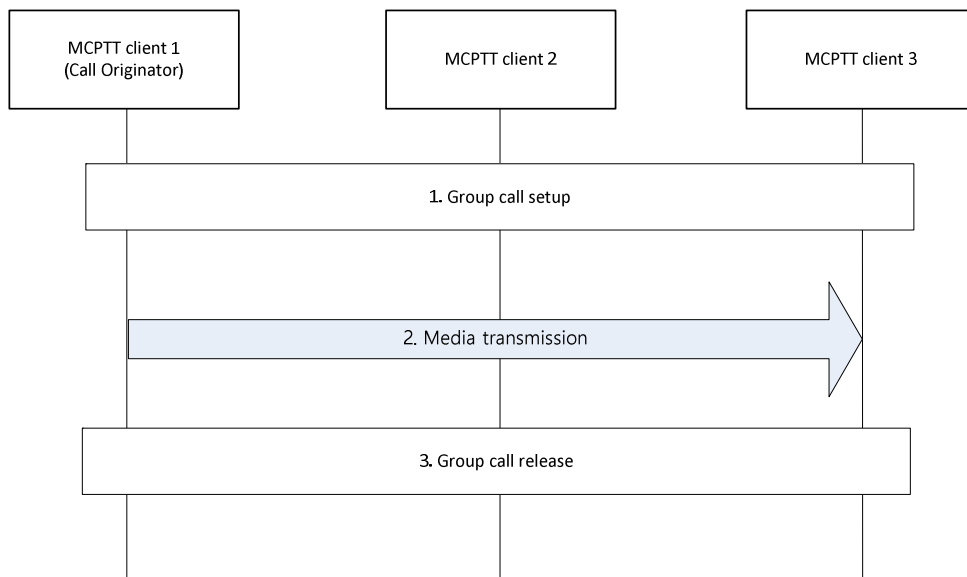 MCPTT client 1
(Call Originator)
MCPTT client 2
MCPTT client 3
1. Group call setup
2. Media transmission
3. Group call release